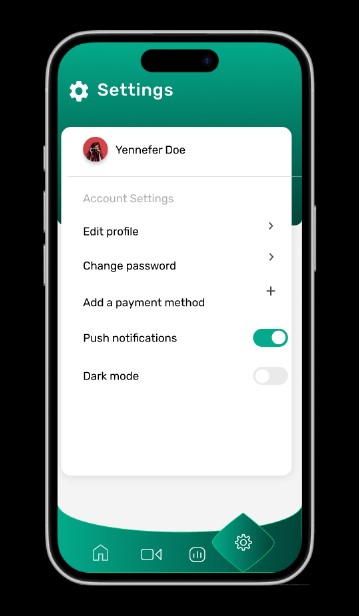 Settings
Yennefer Doe
Account Settings
Edit profile
Change password
Add a payment method
Push notifications
Dark mode